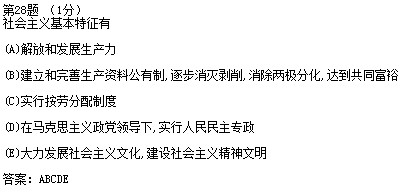 第28题 （1分）
社会主义基本特征有
(A)解放和发展生产力
(B)建立和完善生产资料公有制,逐步消灭剥削,消除两极分化,达到共同富裕
(C)实行按劳分配制度
(D)在马克思主义政党领导下,实行人民民主专政
(E)大力发展社会主义文化,建设社会主义精神文明
答案：ABCDE